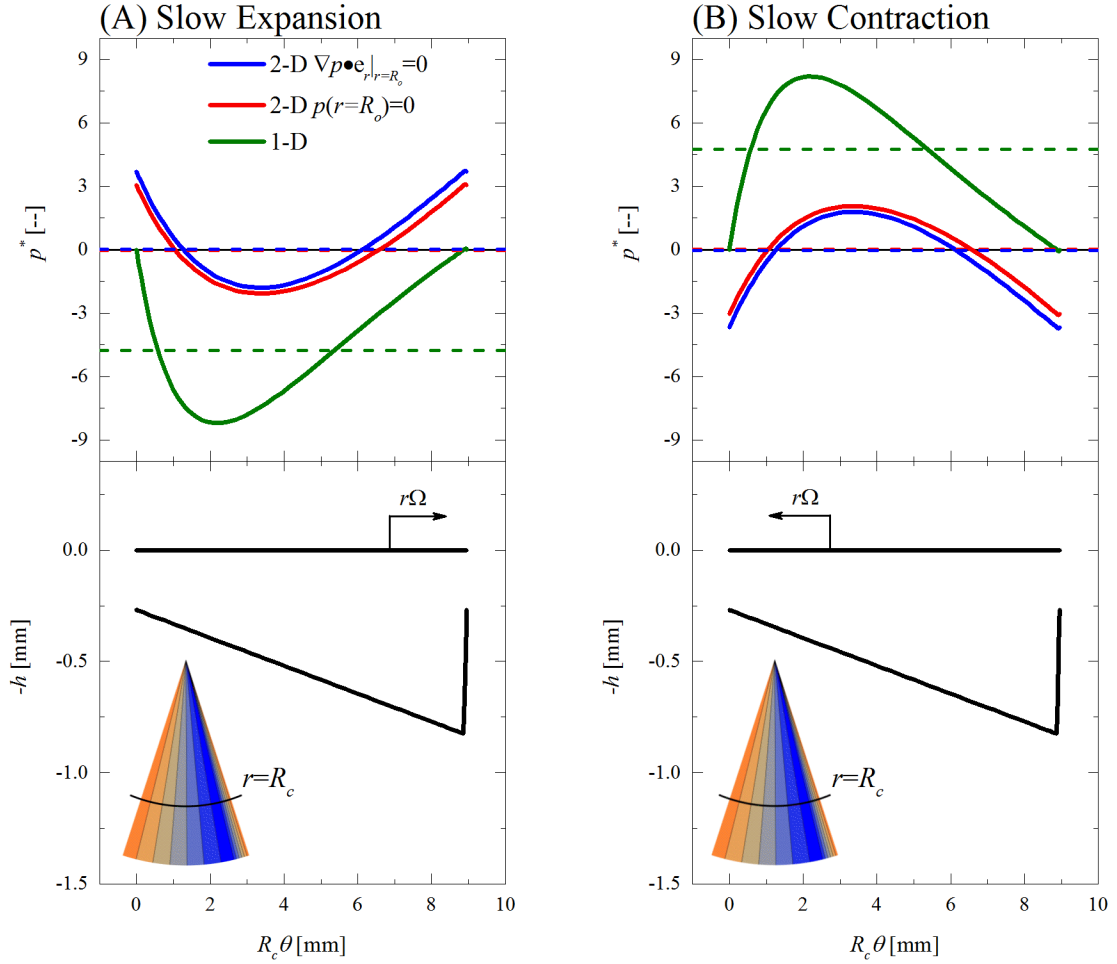 (A) Slow Expansion
(B) Slow Contraction
9
6
3
0
-3
-6
-9
p* [--]
2-D ∇p•e_r|_{r=R_o}=0
2-D p(r=R_o)=0
1-D
9
6
3
0
-3
-6
-9
p* [--]
0.0
-0.5
-1.0
-1.5
-h [mm]
rΩ
r=R_c
0 2 4 6 8 10
R_c θ [mm]
0.0
-0.5
-1.0
-1.5
-h [mm]
rΩ
r=R_c
0 2 4 6 8 10
R_c θ [mm]